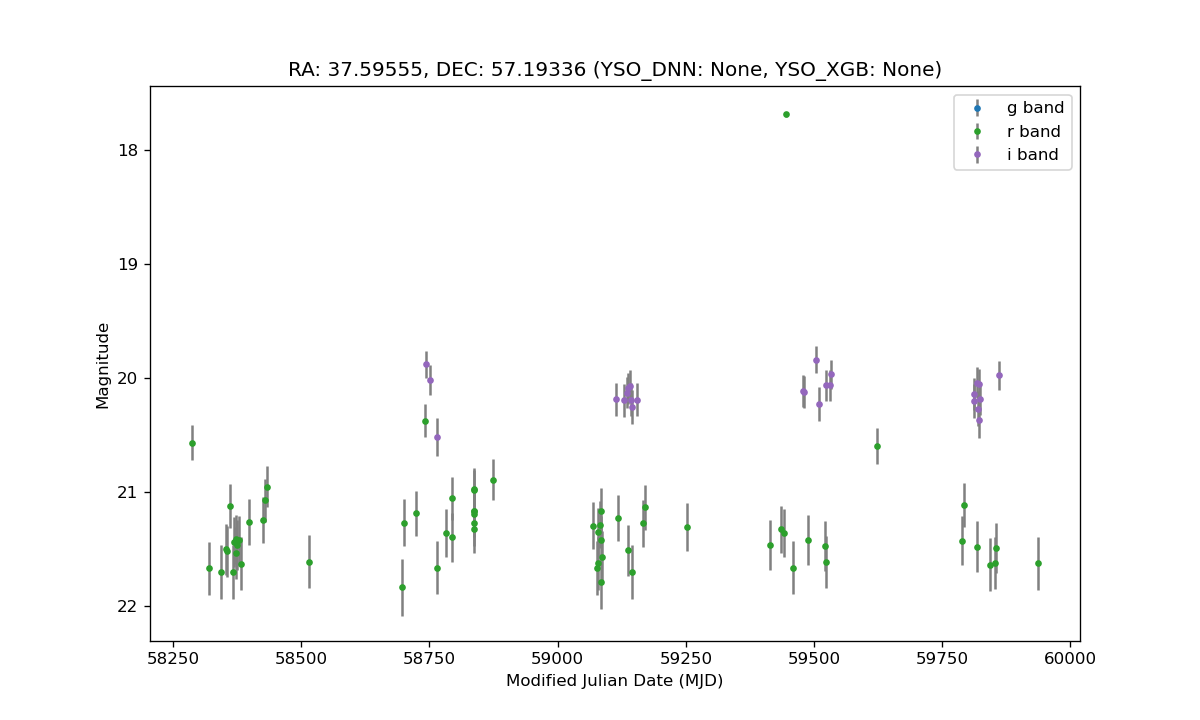 RA: 37.59555, DEC: 57.19336 (YSO_DNN: None, YSO_XGB: None)
g band
r band
i band
18
19
20
21
22
Magnitude
58250 58500 58750 59000 59250 59500 59750 60000
Modified Julian Date (MJD)